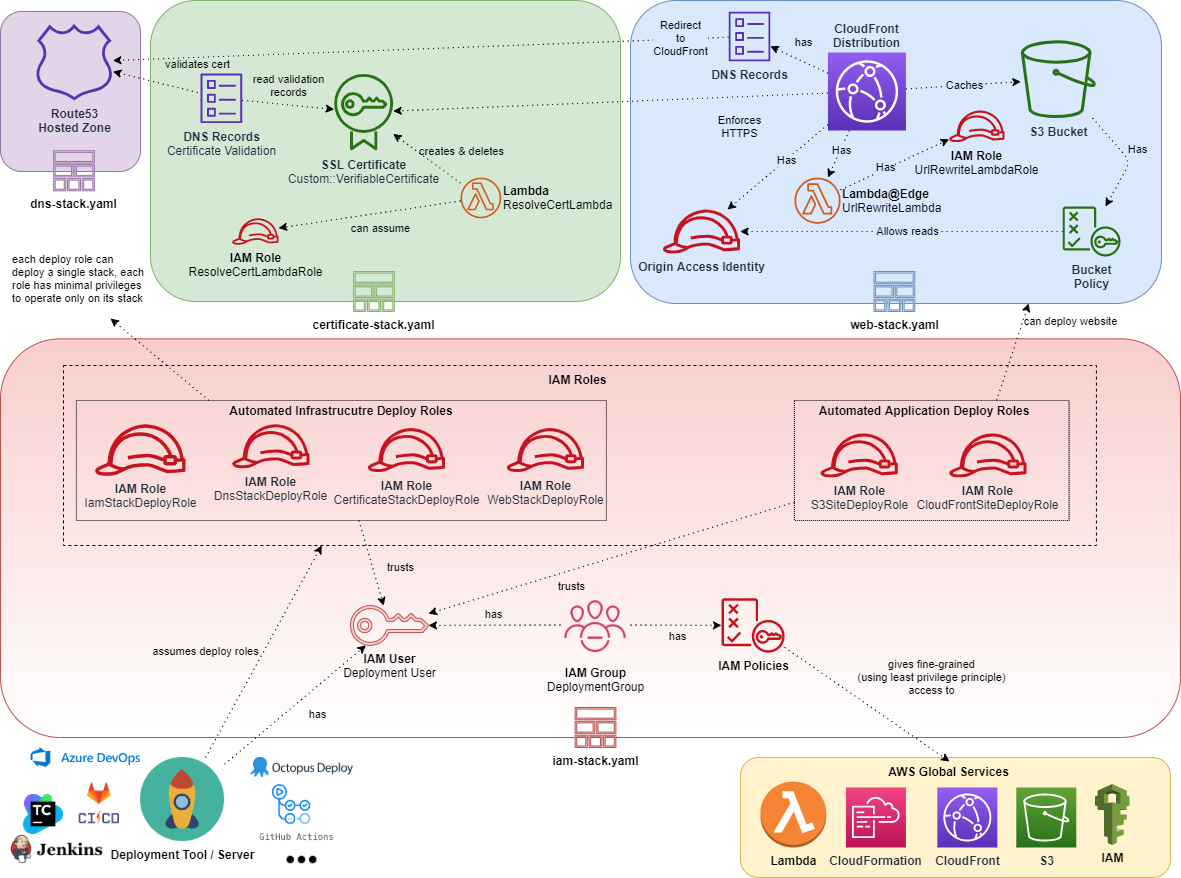 Route53
Hosted Zone
dns-stack.yaml
validates cert
DNS Records
Certificate Validation
read validation
records
SSL Certificate
Custom::VerifiableCertificate
creates & deletes
Lambda
ResolveCertLambda
can assume
IAM Role
ResolveCertLambdaRole
certificate-stack.yaml
Redirect
to
CloudFront
DNS Records
has
CloudFront
Distribution
Caches
S3 Bucket
Enforces
HTTPS
Has
Has
Has
IAM Role
UrlRewriteLambdaRole
Has
Lambda@Edge
UrlRewriteLambda
Allows reads
Origin Access Identity
Bucket
Policy
web-stack.yaml
each deploy role can
deploy a single stack, each
role has minimal privileges
to operate only on its stack
can deploy website
IAM Roles
Automated Infrastrucutre Deploy Roles
IAM Role
IamStackDeployRole
IAM Role
DnsStackDeployRole
IAM Role
CertificateStackDeployRole
IAM Role
WebStackDeployRole
Automated Application Deploy Roles
IAM Role
S3SiteDeployRole
IAM Role
CloudFrontSiteDeployRole
trusts
trusts
assumes deploy roles
has
IAM User
Deployment User
has
IAM Group
DeploymentGroup
has
IAM Policies
gives fine-grained
(using least privilege principle)
access to
iam-stack.yaml
Azure DevOps
TC
CI CD
Jenkins
Deployment Tool / Server
Octopus Deploy
GitHub Actions
AWS Global Services
Lambda
CloudFormation
CloudFront
S3
IAM